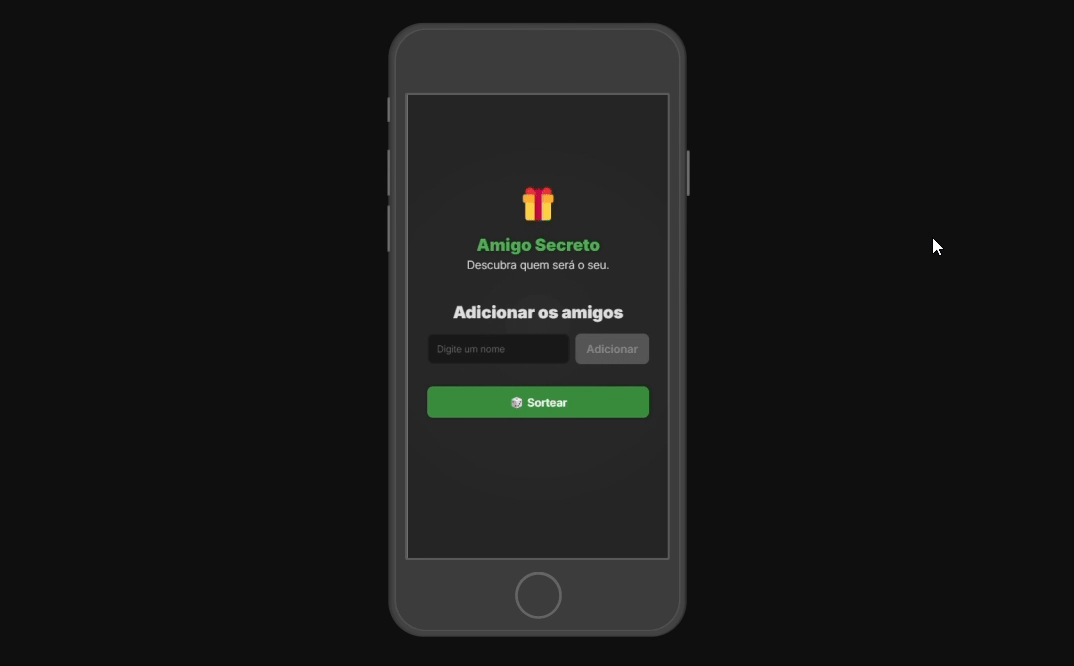 Amigo Secreto
Descubra quem será o seu.
Adicionar os amigos
Digite um nome
Adicionar
Sortear